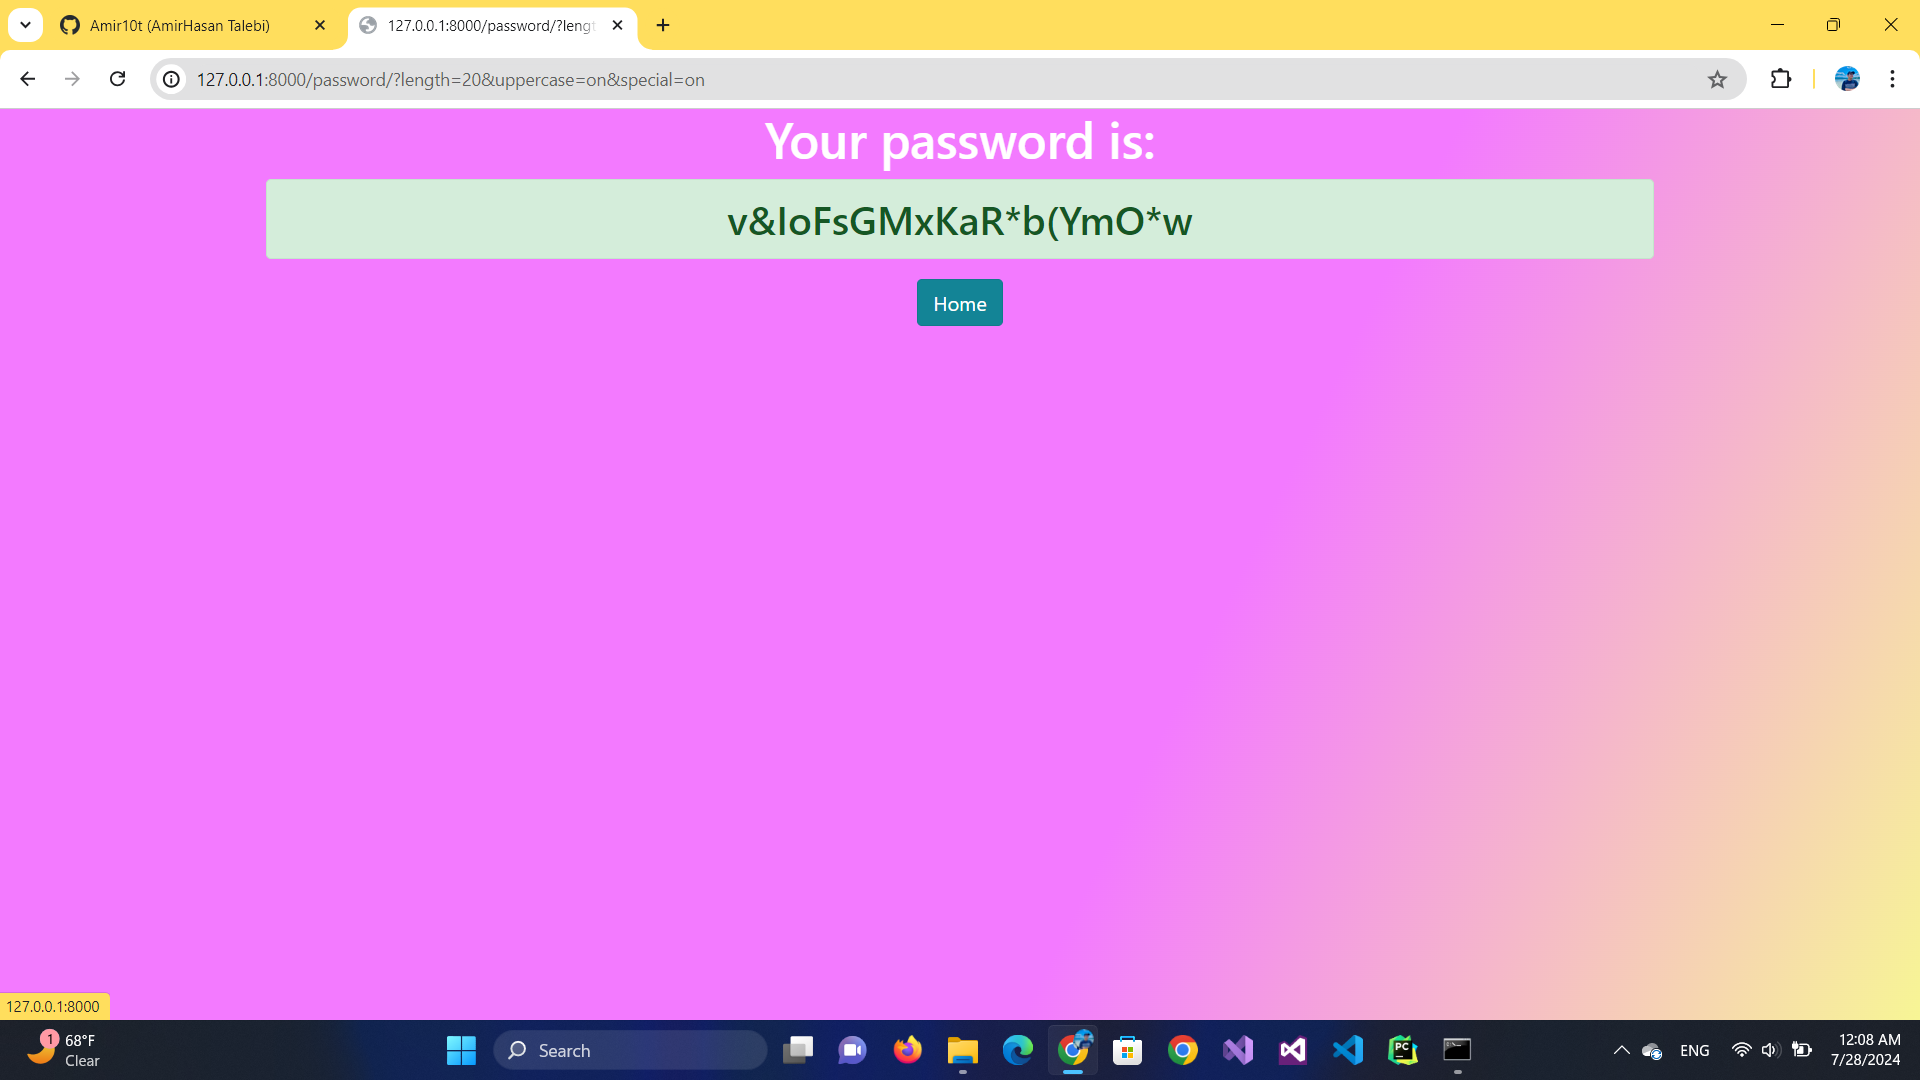 Amir10t (AmirHasan Talebi)
127.0.0.1:8000/password/?lengt
127.0.0.1:8000/password/?length=20&uppercase=on&special=on
Your password is:
v&IoFsGMxKaR*b(YmO*w
Home
127.0.0.1:8000
1
68°F
Clear
Search
PC
ENG
12:08 AM
7/28/2024